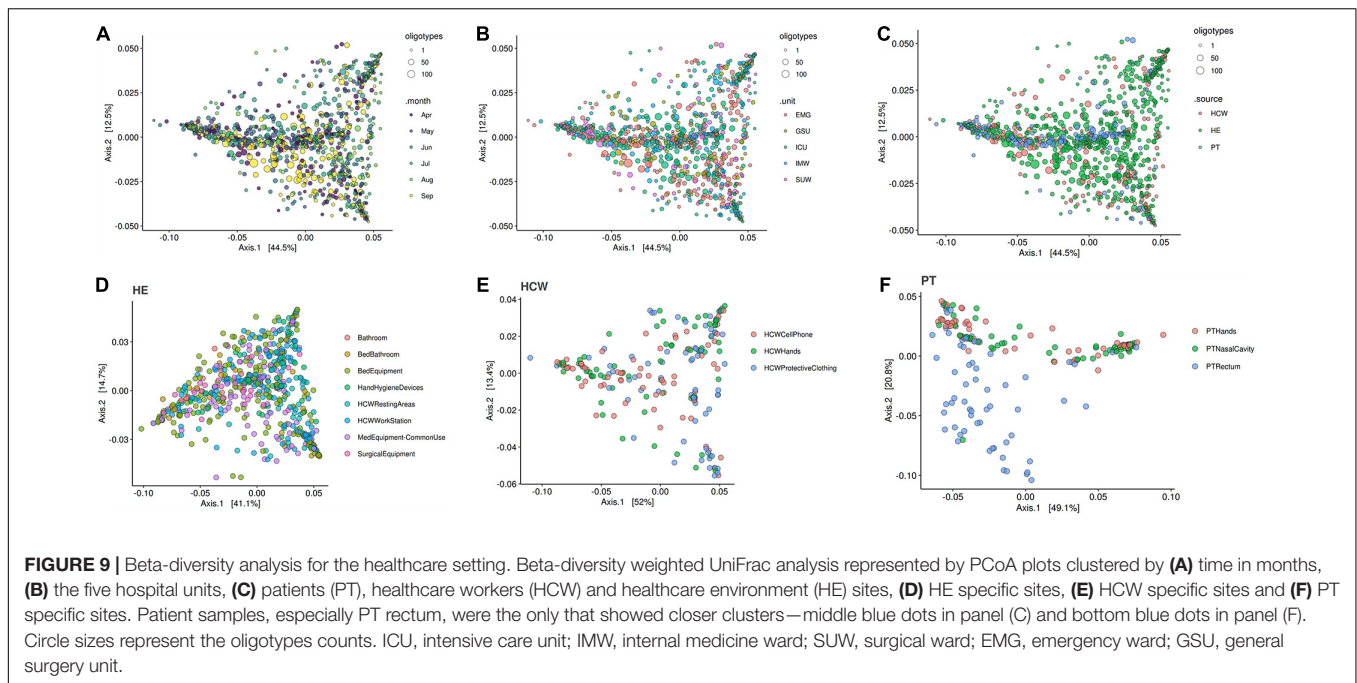 A
0.050
0.025
0.000
-0.025
-0.050
Axis.2 [12.5%]
-0.10
-0.05
0.00
0.05
Axis.1 [44.5%]
oligotypes
1
50
100
.month
Apr
May
Jun
Jul
Aug
Sep
B
0.050
0.025
0.000
-0.025
-0.050
Axis.2 [12.5%]
-0.10
-0.05
0.00
0.05
Axis.1 [44.5%]
oligotypes
1
50
100
.unit
EMG
GSU
ICU
IMW
SUW
C
0.050
0.025
0.000
-0.025
-0.050
Axis.2 [12.5%]
-0.10
-0.05
0.00
0.05
Axis.1 [44.5%]
oligotypes
1
50
100
.source
HCW
HE
PT
D
HE
0.03
0.00
-0.03
Axis.2 [14.7%]
-0.10
-0.05
0.00
0.05
Axis.1 [41.1%]
Bathroom
BedBathroom
BedEquipment
HandHygieneDevices
HCWRestingAreas
HCWWorkStation
MedEquipment-CommonUse
SurgicalEquipment
E
HCW
0.04
0.02
0.00
-0.02
-0.04
-0.06
Axis.2 [13.4%]
-0.10
-0.05
0.00
0.05
Axis.1 [52%]
HCWCellPhone
HCWHands
HCWProtectiveClothing
F
PT
0.05
0.00
-0.05
-0.10
Axis.2 [20.8%]
-0.05
0.00
0.05
0.10
Axis.1 [49.1%]
PTHands
PTNasalCavity
PTRectum
FIGURE 9 | Beta-diversity analysis for the healthcare setting. Beta-diversity weighted UniFrac analysis represented by PCoA plots clustered by (A) time in months,
(B) the five hospital units, (C) patients (PT), healthcare workers (HCW) and healthcare environment (HE) sites, (D) HE specific sites, (E) HCW specific sites and (F) PT
specific sites. Patient samples, especially PT rectum, were the only that showed closer clusters—middle blue dots in panel (C) and bottom blue dots in panel (F).
Circle sizes represent the oligotypes counts. ICU, intensive care unit; IMW, internal medicine ward; SUW, surgical ward; EMG, emergency ward; GSU, general
surgery unit.